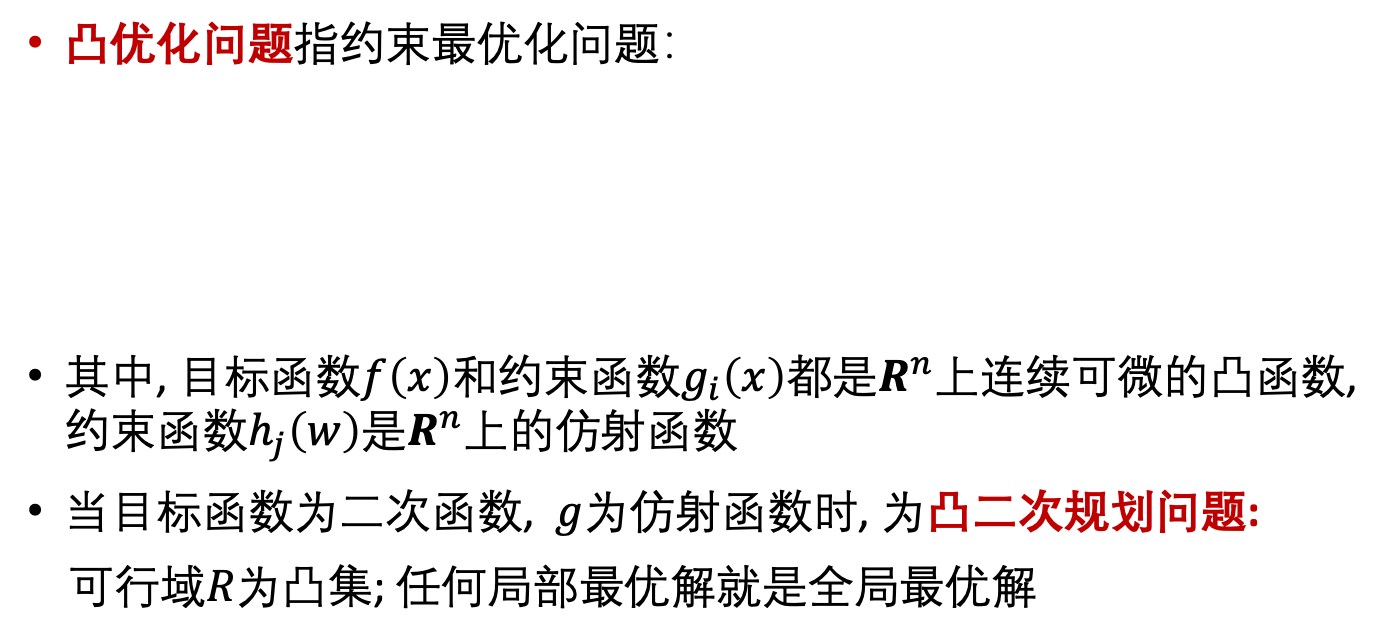 • 凸优化问题指约束最优化问题：
• 其中, 目标函数f(x)和约束函数gᵢ(x)都是Rⁿ上连续可微的凸函数,
约束函数hⱼ(w)是Rⁿ上的仿射函数
• 当目标函数为二次函数, g为仿射函数时, 为凸二次规划问题:
可行域R为凸集; 任何局部最优解就是全局最优解